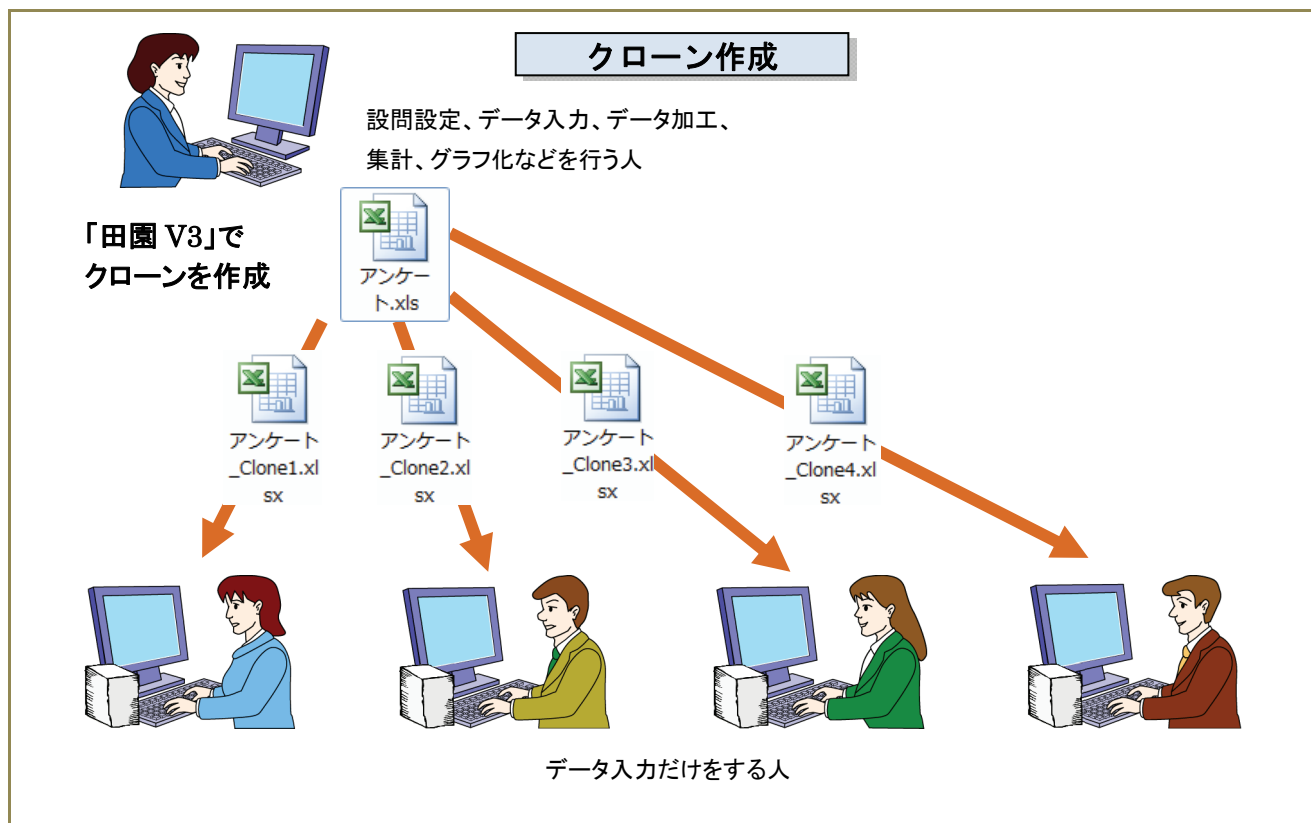 クローン作成
設問設定、データ入力、データ加工、
集計、グラフ化などを行う人
「田園 V3」で
クローンを作成
アンケー
ト.xls
アンケート
_Clone1.xl
sx
アンケート
_Clone2.xl
sx
アンケート
_Clone3.xl
sx
アンケート
_Clone4.xl
sx
データ入力だけをする人